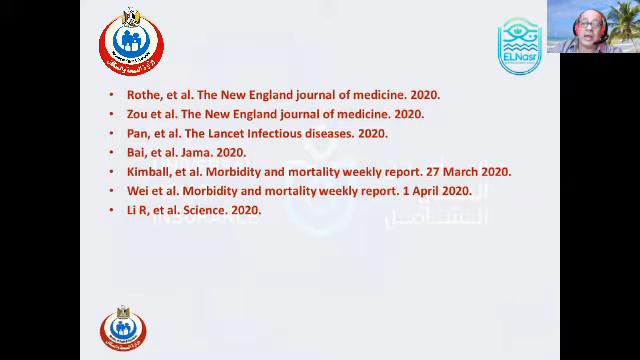 ELNasr
Rothe, et al. The New England journal of medicine. 2020.
Zou et al. The New England journal of medicine. 2020.
Pan, et al. The Lancet Infectious diseases. 2020.
Bai, et al. Jama. 2020.
Kimball, et al. Morbidity and mortality weekly report. 27 March 2020.
Wei et al. Morbidity and mortality weekly report. 1 April 2020.
Li R, et al. Science. 2020.
INSURANCE
الشامل